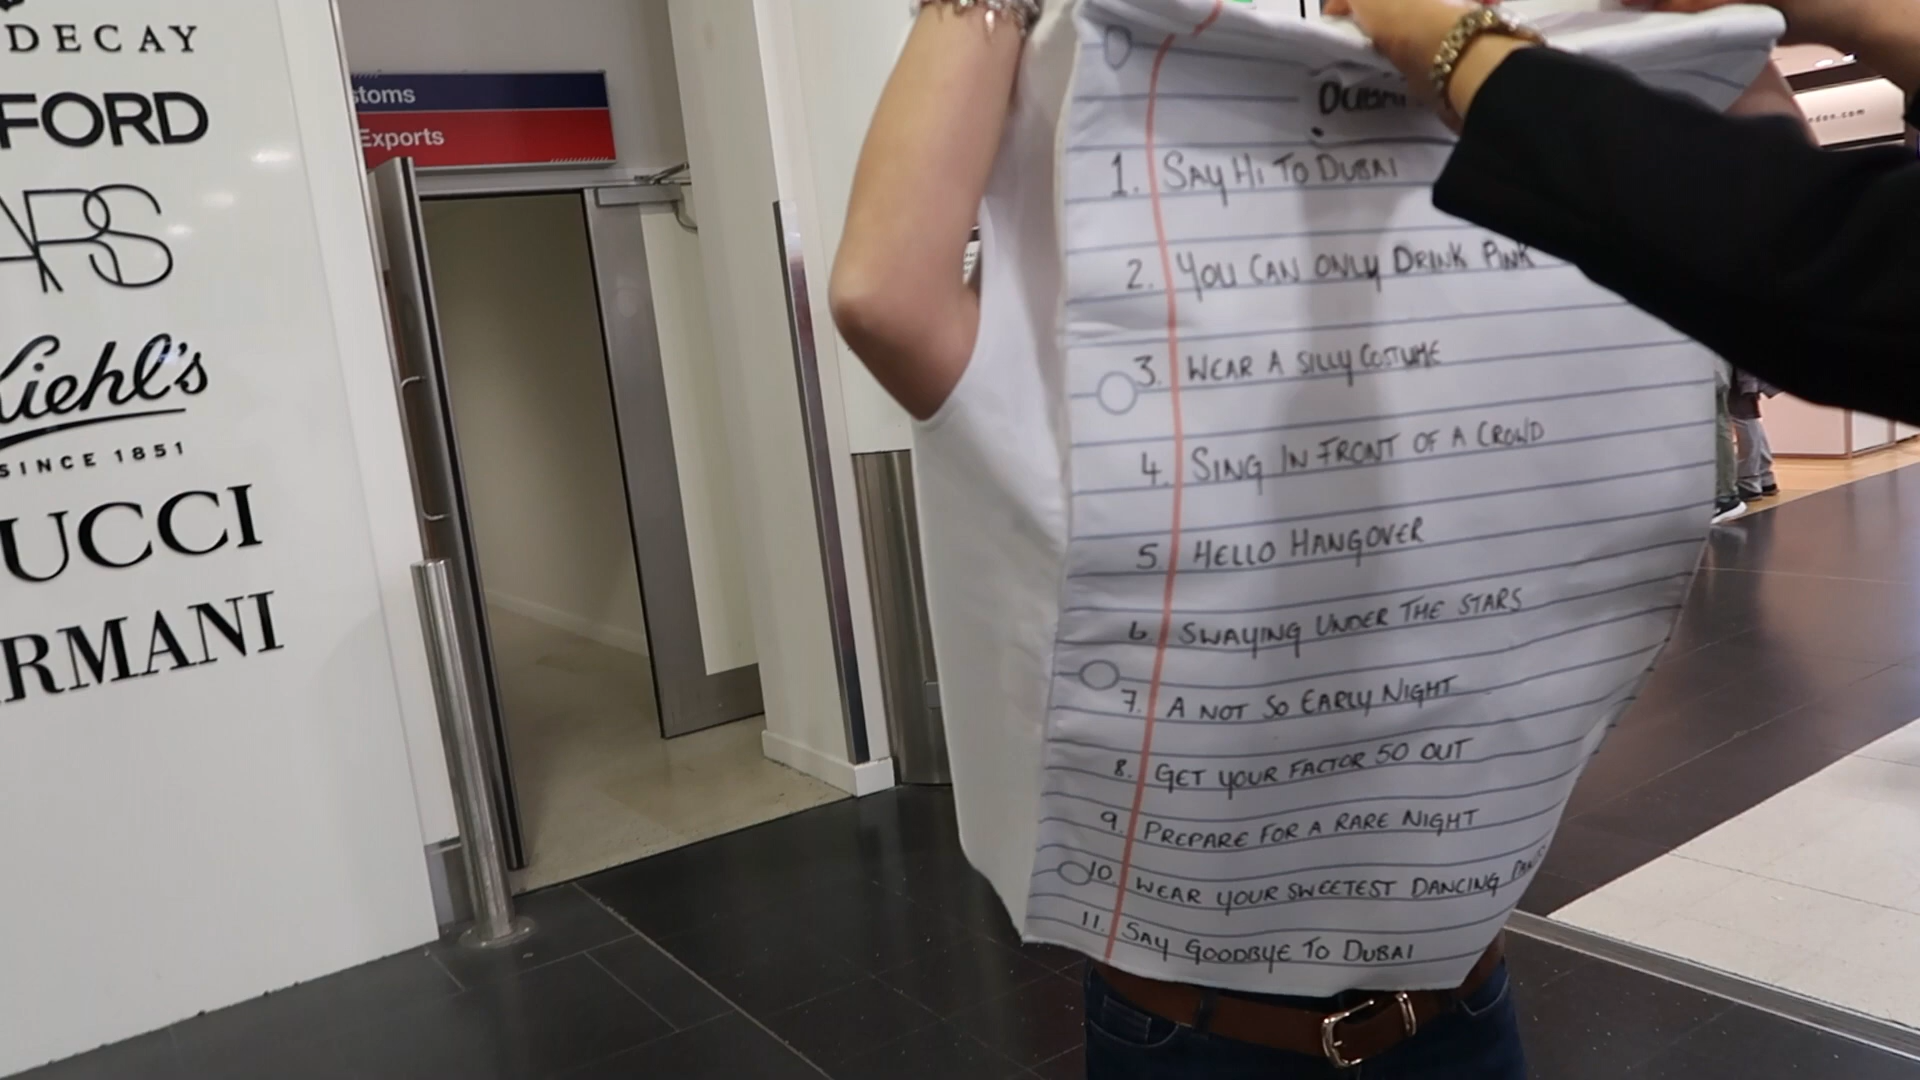 DECAY
FORD
ARS
Kiehl's
SINCE 1851
UCCI
RMANI
stoms
Exports
DUBAI
1. SAY HI TO DUBAI
2. YOU CAN ONLY DRINK PINK
3. WEAR A SILLY COSTUME
4. SING IN FRONT OF A CROWD
5. HELLO HANGOVER
6. SWAYING UNDER THE STARS
7. A NOT SO EARLY NIGHT
8. GET YOUR FACTOR 50 OUT
9. PREPARE FOR A RARE NIGHT
10. WEAR YOUR SWEETEST DANCING
11. SAY GOODBYE TO DUBAI